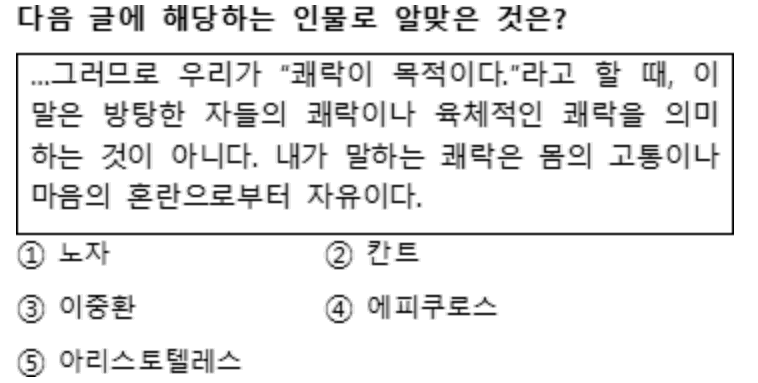 다음 글에 해당하는 인물로 알맞은 것은?
...그러므로 우리가 “쾌락이 목적이다.”라고 할 때, 이
말은 방탕한 자들의 쾌락이나 육체적인 쾌락을 의미
하는 것이 아니다. 내가 말하는 쾌락은 몸의 고통이나
마음의 혼란으로부터 자유이다.
① 노자 ② 칸트
③ 이중환 ④ 에피쿠로스
⑤ 아리스토텔레스